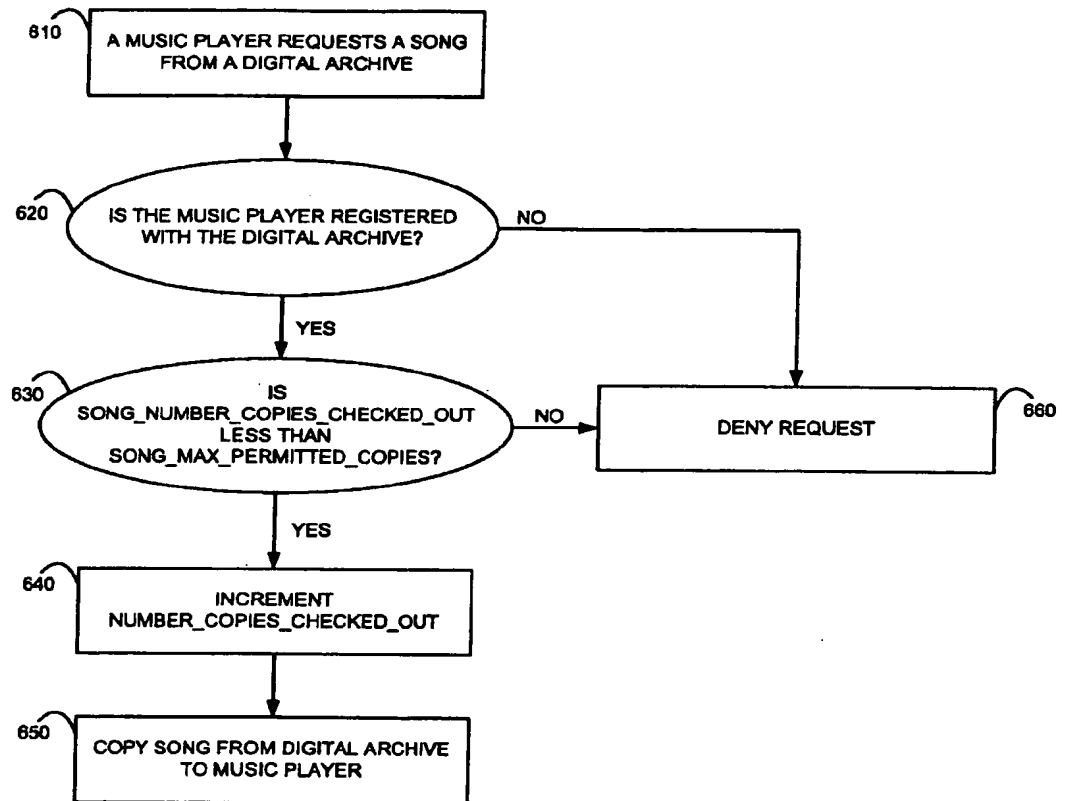 610
A MUSIC PLAYER REQUESTS A SONG
FROM A DIGITAL ARCHIVE
620
IS THE MUSIC PLAYER REGISTERED
WITH THE DIGITAL ARCHIVE?
NO
YES
630
IS
SONG_NUMBER_COPIES_CHECKED_OUT
LESS THAN
SONG_MAX_PERMITTED_COPIES?
NO
DENY REQUEST
660
YES
640
INCREMENT
NUMBER_COPIES_CHECKED_OUT
650
COPY SONG FROM DIGITAL ARCHIVE
TO MUSIC PLAYER